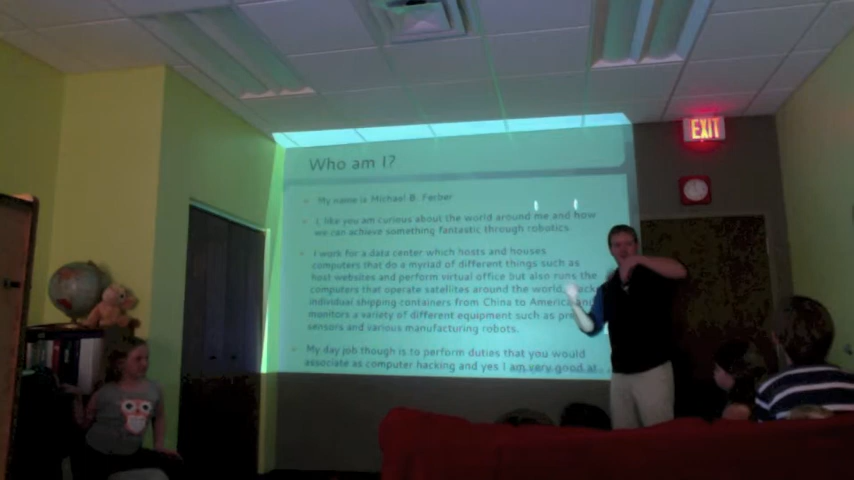 Who am I?
EXIT
My name is Michael B. Ferber
I, like you am curious about the world around me and how
we can achieve something fantastic through robotics.
I work for a data center which hosts and houses
computers that do a myriad of different things such as
host websites and perform virtual office but also runs the
computers that operate satellites around the world,
individual shipping containers from China to America and
monitors a variety of different equipment such as
sensors and various manufacturing robots.
My day job though is to perform duties that you would
associate as computer hacking and yes I am very good at